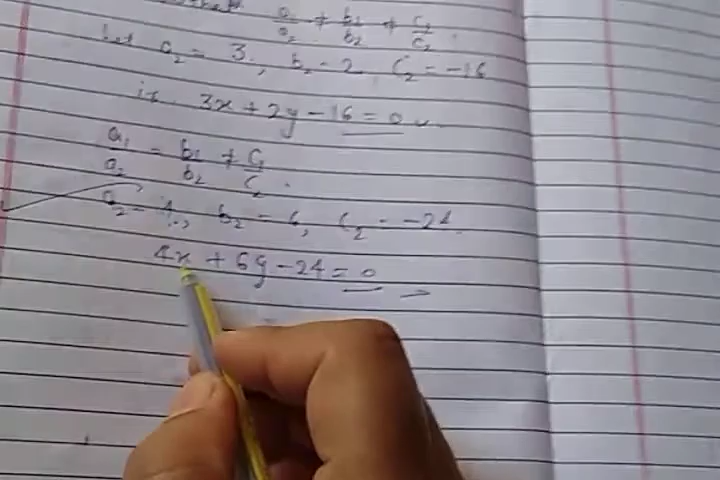 a₁/a₂ ≠ b₁/b₂ ≠ c₁/c₂.
Let a₂ = 3, b₂ = 2, c₂ = -16
is 3x + 2y - 16 = 0
a₁/a₂ = b₁/b₂ ≠ c₁/c₂.
a₂ = 4, b₂ = 6, c₂ = -24
4x + 6y - 24 = 0